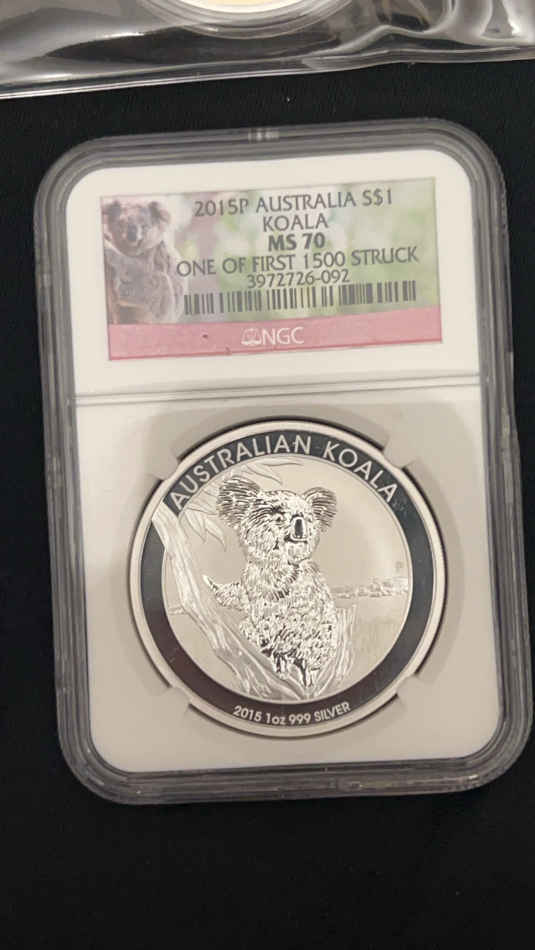 2015P AUSTRALIA S$1
KOALA
MS 70
ONE OF FIRST 1500 STRUCK
3972726-092
NGC
AUSTRALIAN KOALA
P
2015 1oz 999 SILVER